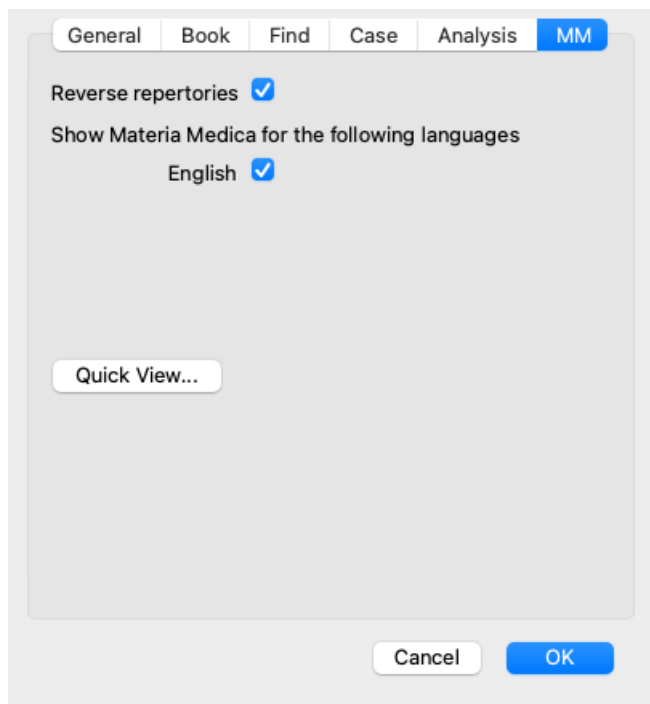 General Book Find Case Analysis MM
Reverse repertories
Show Materia Medica for the following languages
English
Quick View...
Cancel OK